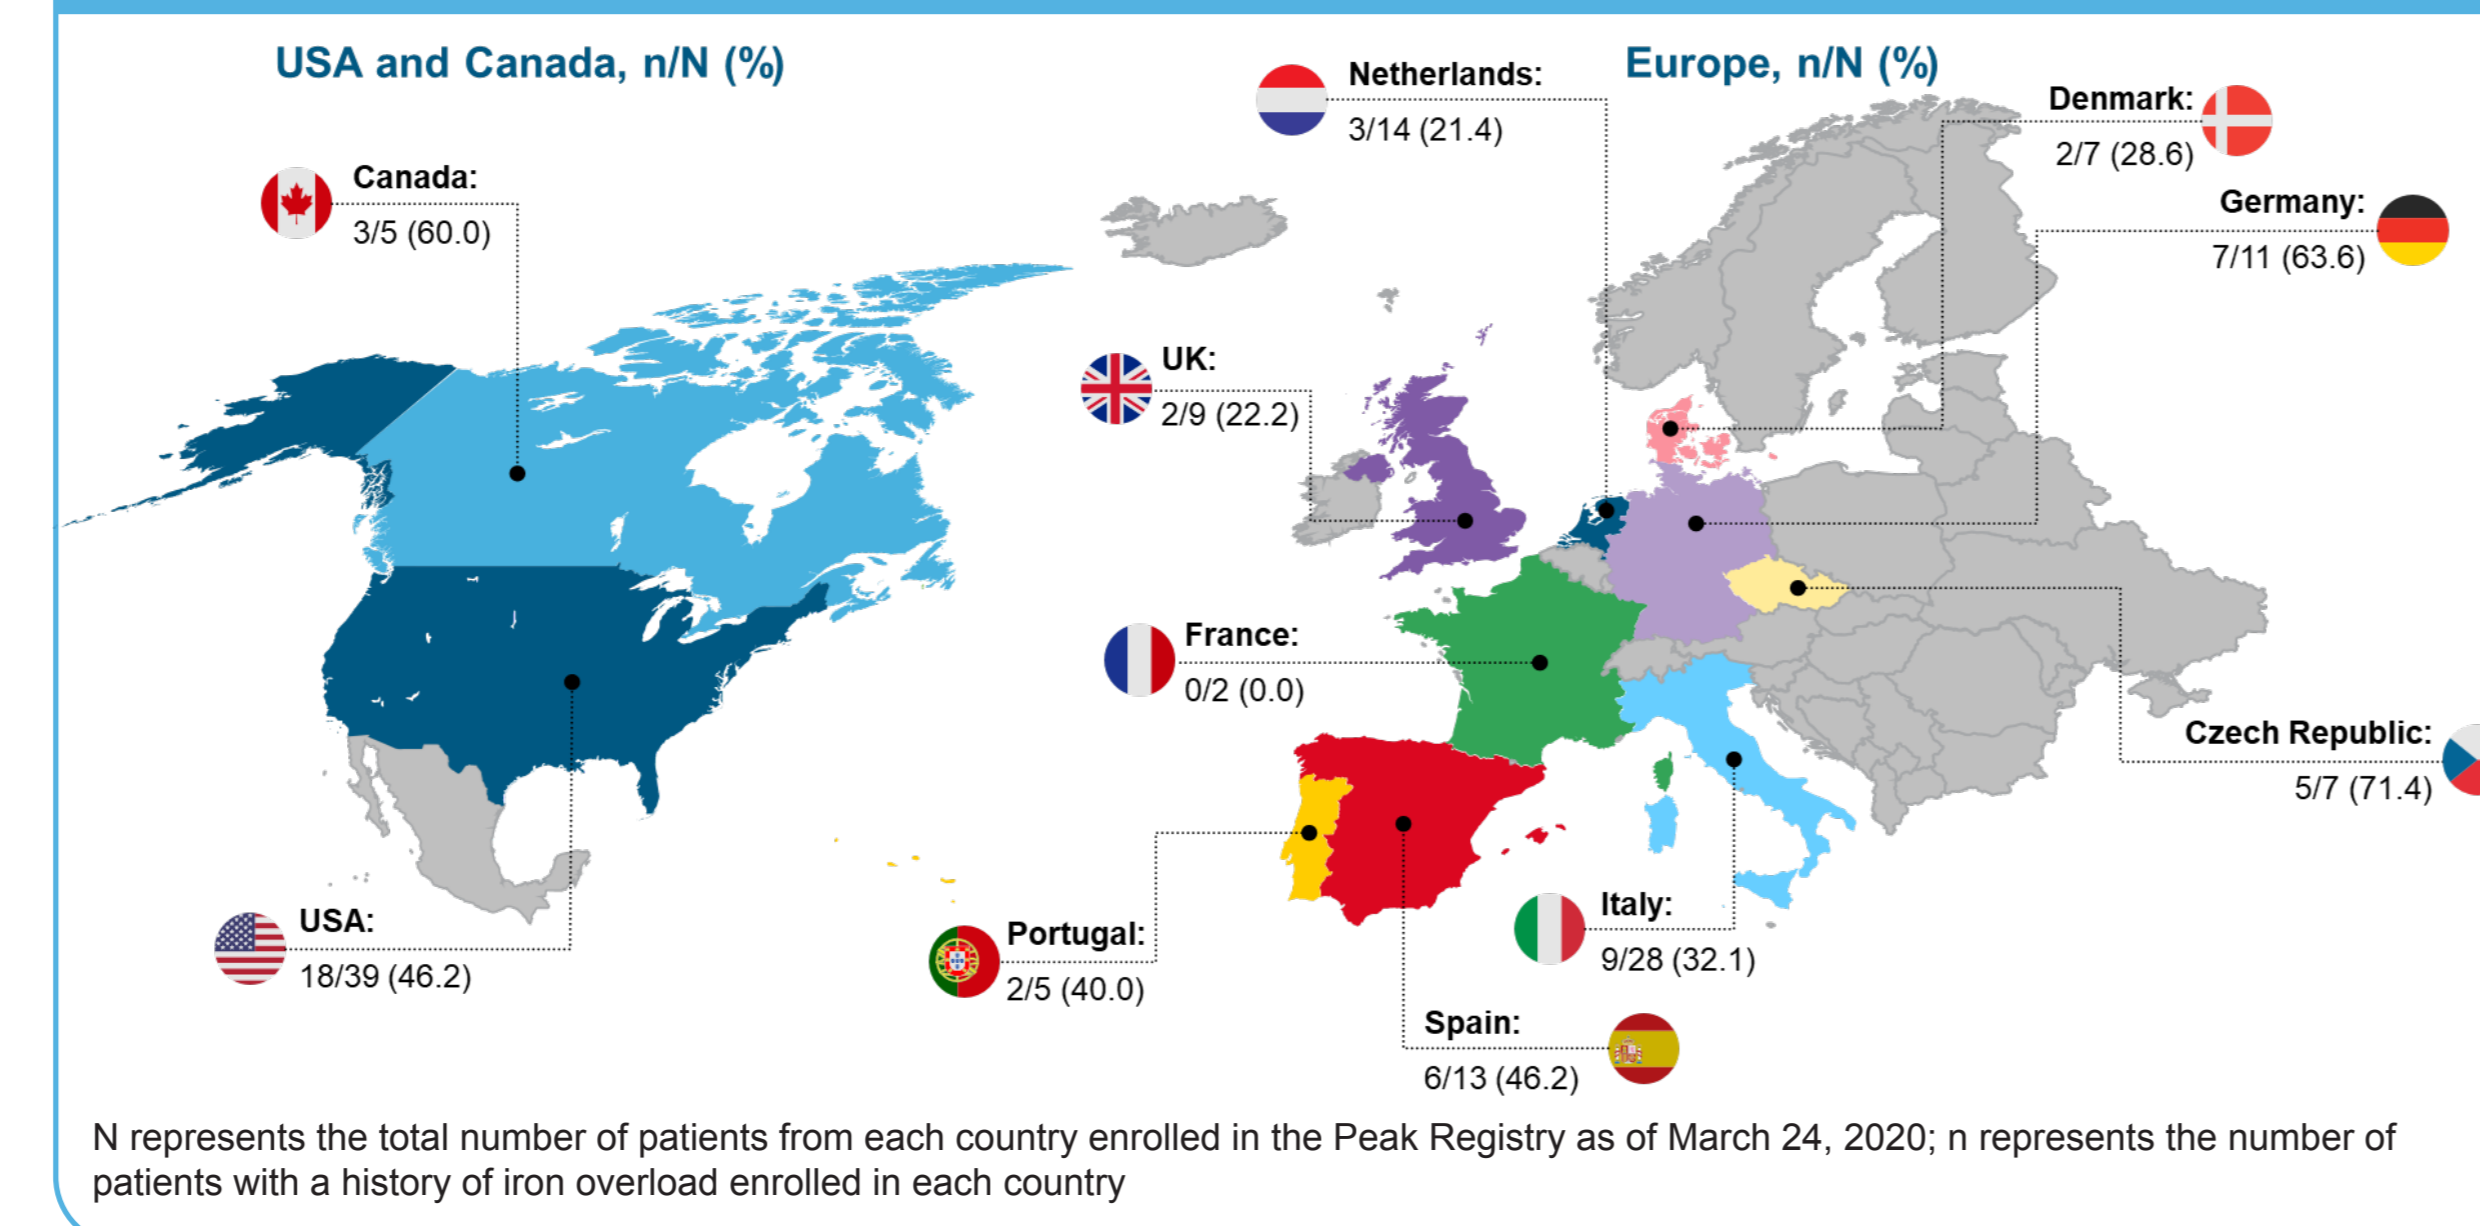 USA and Canada, n/N (%)
Europe, n/N (%)
Canada:
3/5 (60.0)
USA:
18/39 (46.2)
Netherlands:
3/14 (21.4)
Denmark:
2/7 (28.6)
Germany:
7/11 (63.6)
UK:
2/9 (22.2)
France:
0/2 (0.0)
Czech Republic:
5/7 (71.4)
Portugal:
2/5 (40.0)
Italy:
9/28 (32.1)
Spain:
6/13 (46.2)
N represents the total number of patients from each country enrolled in the Peak Registry as of March 24, 2020; n represents the number of
patients with a history of iron overload enrolled in each country